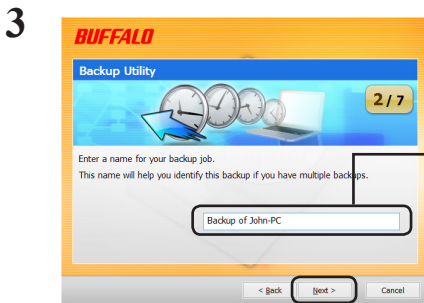 3
BUFFALO
Backup Utility
2 / 7
Enter a name for your backup job.
This name will help you identify this backup if you have multiple backups.
Backup of John-PC
< Back Next > Cancel